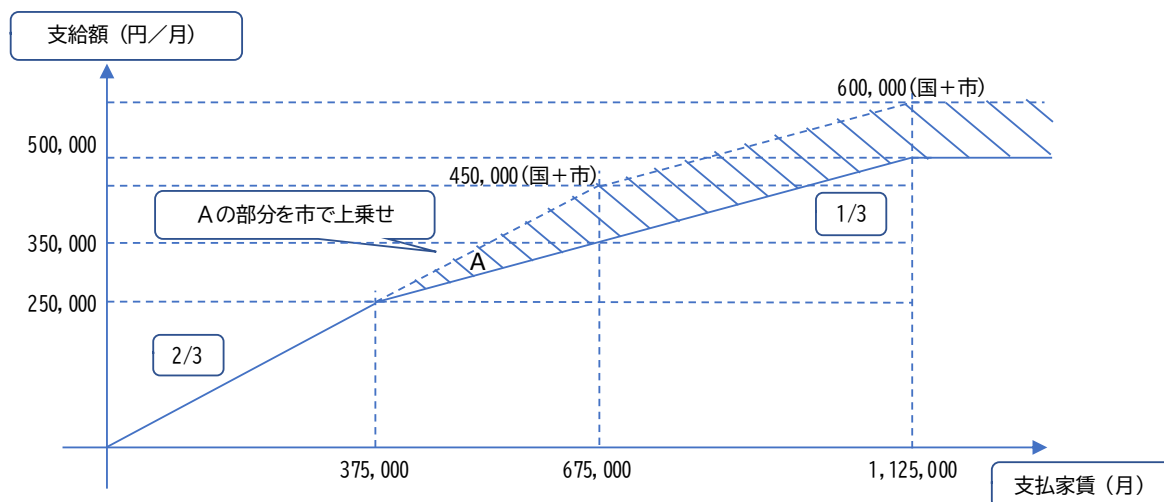 支給額（円／月）
600,000(国＋市)
500,000
450,000(国＋市)
Aの部分を市で上乗せ
1/3
350,000
A
250,000
2/3
375,000
675,000
1,125,000
支払家賃（月）